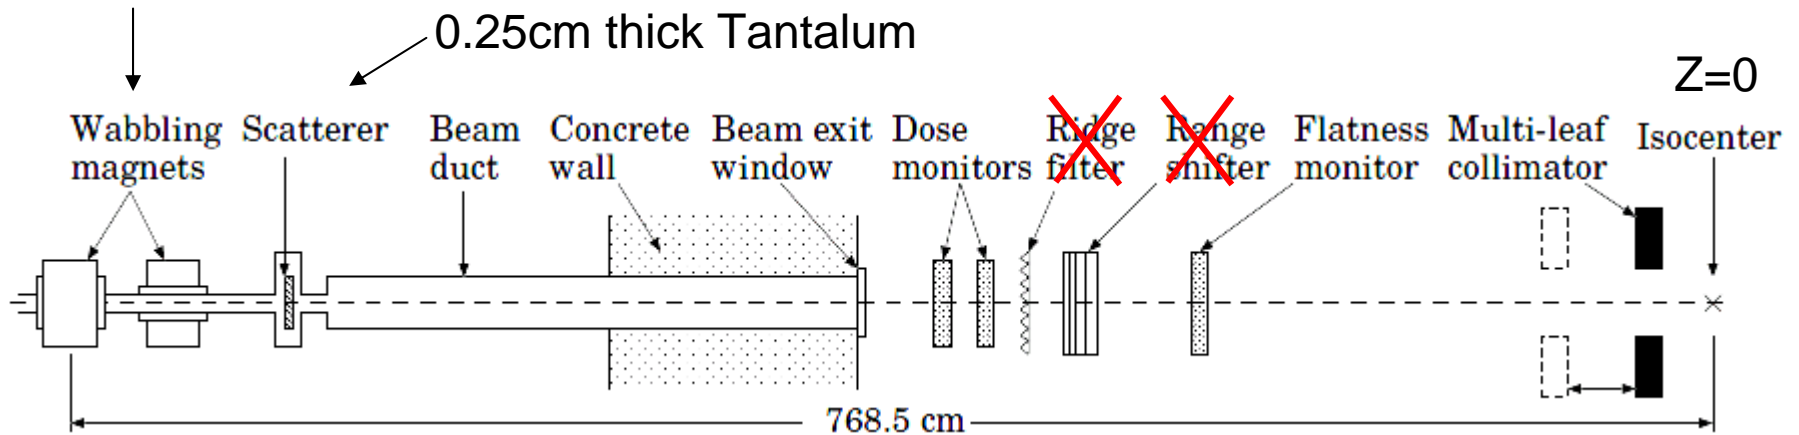 0.25cm thick Tantalum
Z=0
Wabbling
magnets
Scatterer
Beam
duct
Concrete
wall
Beam exit
window
Dose
monitors
Ridge
filter
Range
shifter
Flatness
monitor
Multi-leaf
collimator
Isocenter
768.5 cm